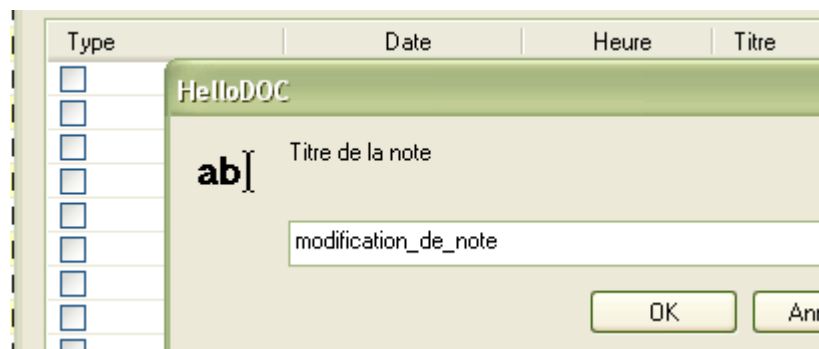 Type Date Heure Titre
HelloDOC
ab
Titre de la note
modification_de_note
OK